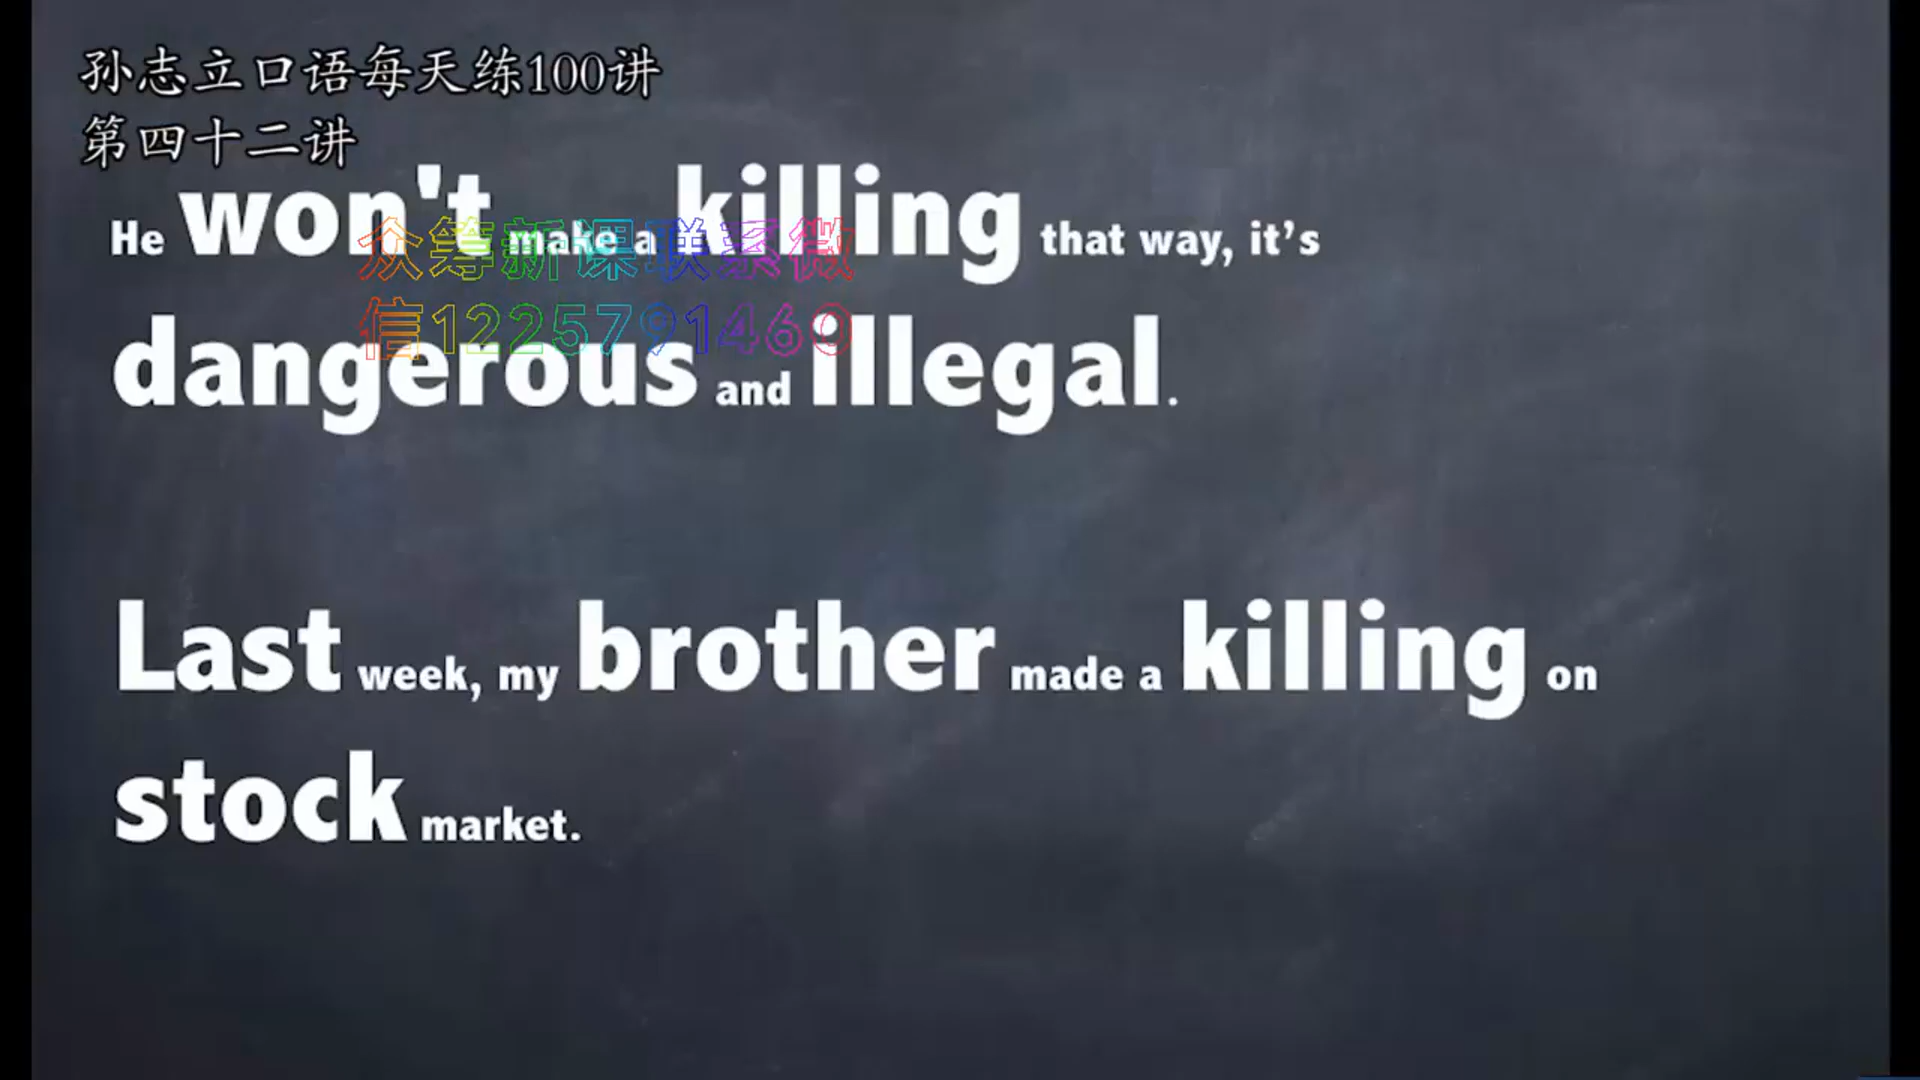 孙志立口语每天练100讲
第四十二讲
He won't make a killing that way, it’s
众筹新课联系微
信1225791460
dangerous and illegal.
Last week, my brother made a killing on
stock market.